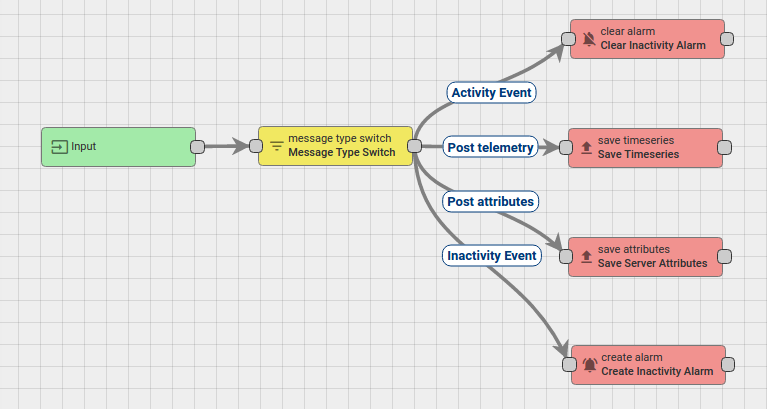 clear alarm
Clear Inactivity Alarm
Activity Event
Input
message type switch
Message Type Switch
Post telemetry
save timeseries
Save Timeseries
Post attributes
save attributes
Save Server Attributes
Inactivity Event
create alarm
Create Inactivity Alarm